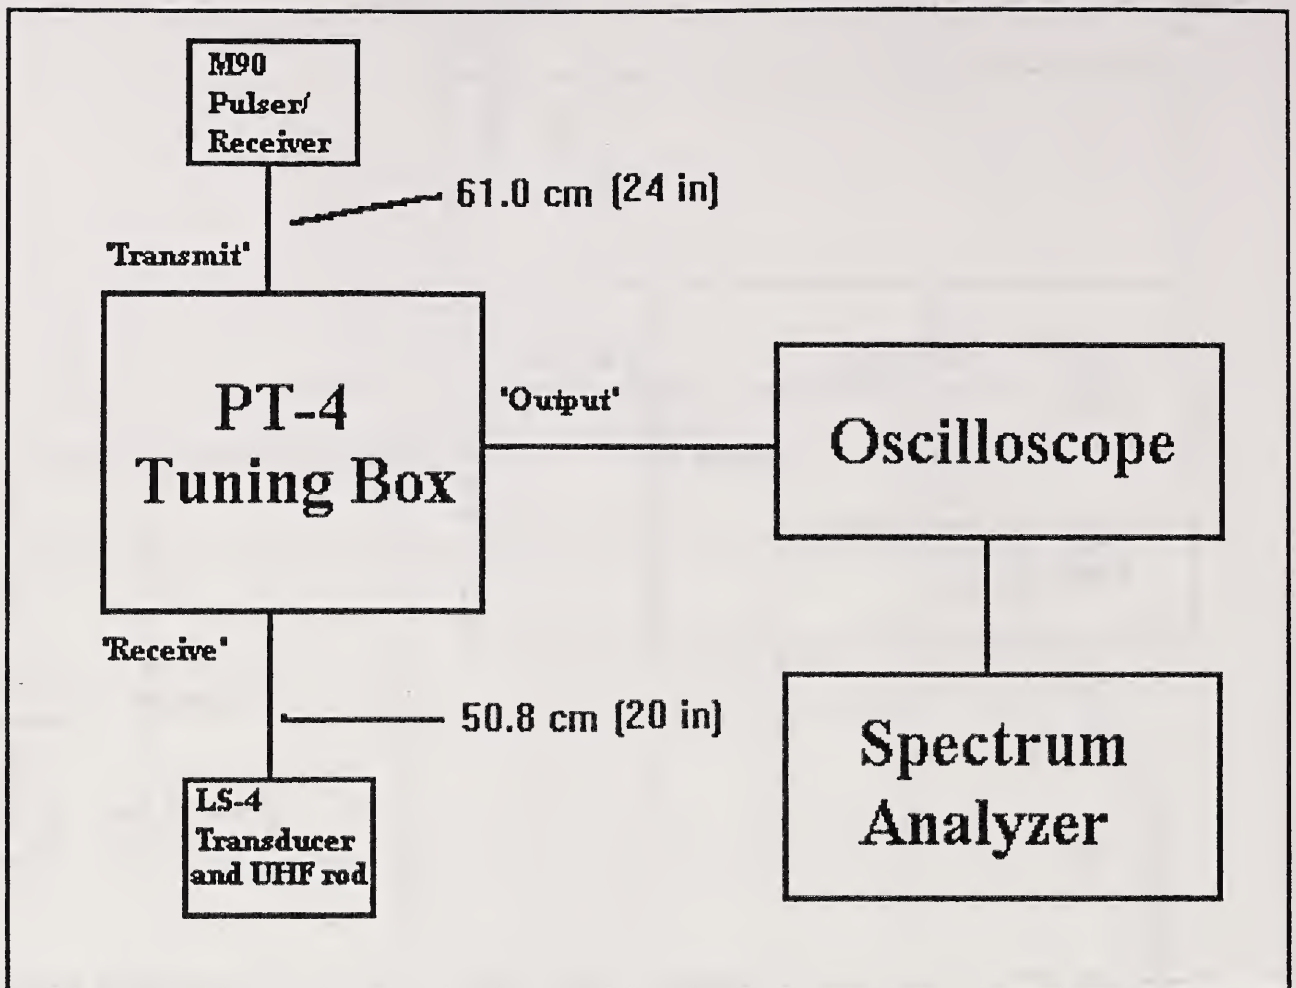 M90
Pulser/
Receiver
61.0 cm (24 in)
"Transmit"
PT-4
Tuning Box
"Output"
Oscilloscope
"Receive"
50.8 cm (20 in)
LS-4
Transducer
and UHF rod
Spectrum
Analyzer